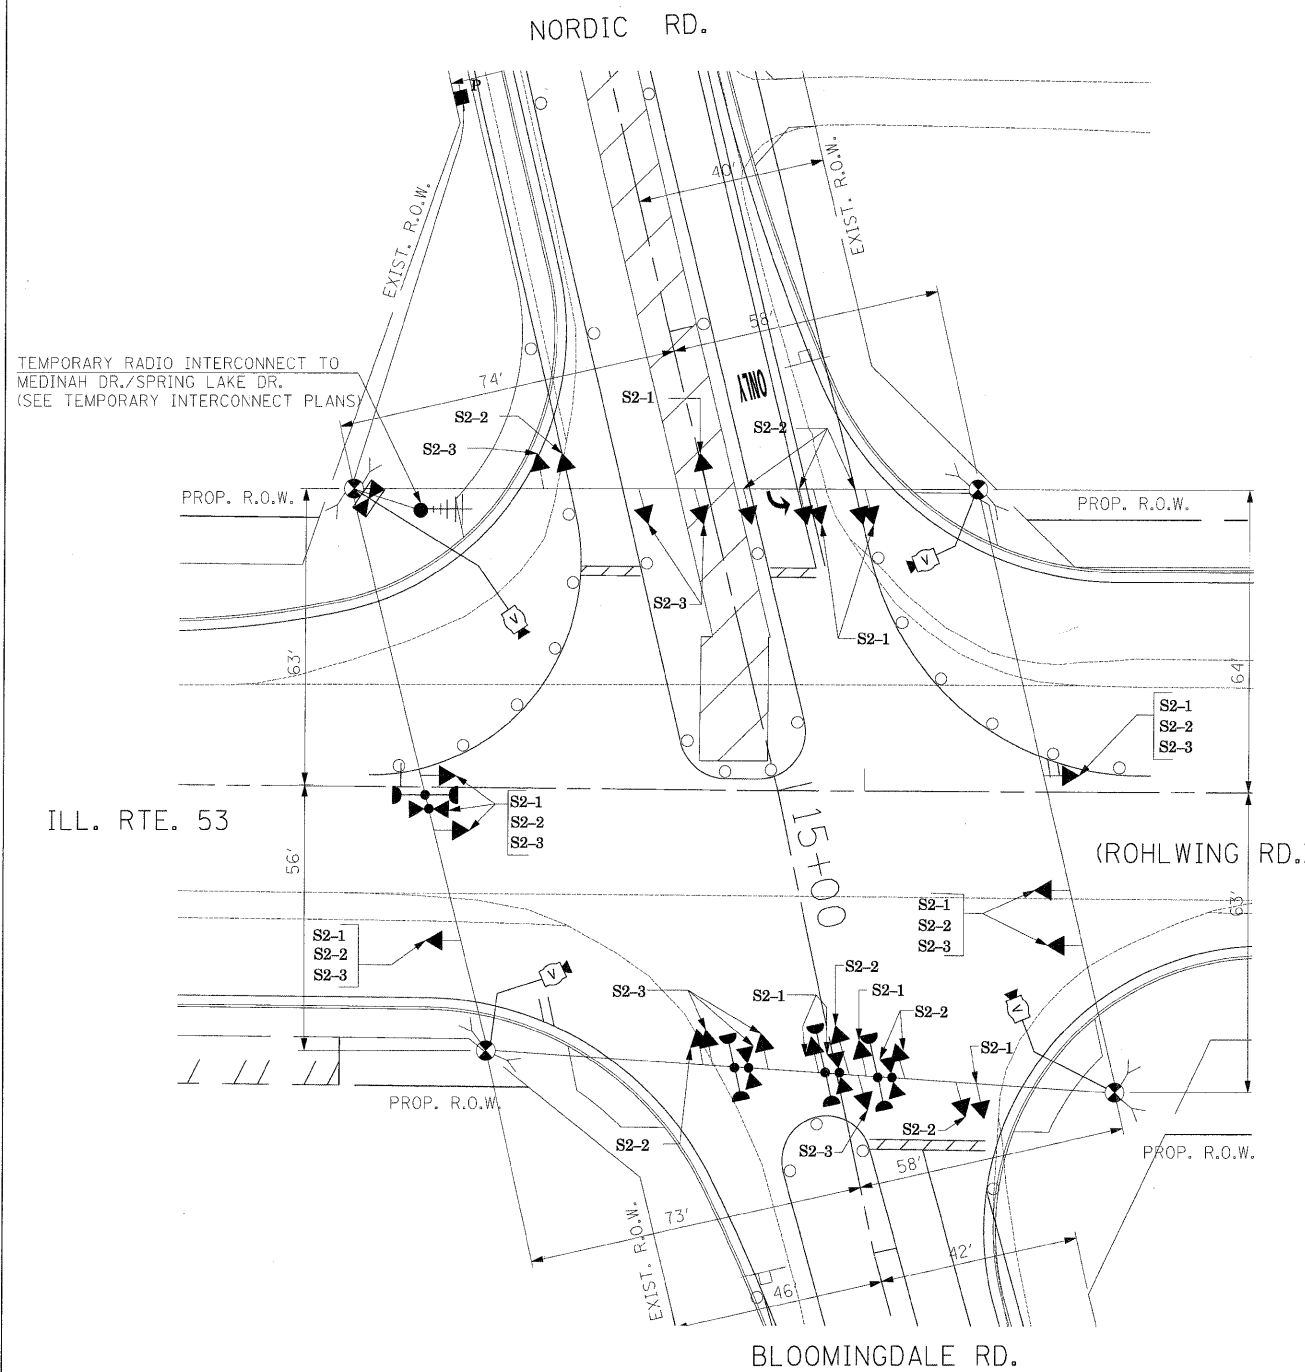 NORDIC RD.
P
40'
EXIST. R.O.W.
EXIST. R.O.W.
58'
TEMPORARY RADIO INTERCONNECT TO
MEDINAH DR./SPRING LAKE DR.
(SEE TEMPORARY INTERCONNECT PLANS)
74'
ONLY
S2-1
S2-2
S2-2
S2-3
PROP. R.O.W.
PROP. R.O.W.
V
V
S2-3
S2-1
63'
64'
S2-1
S2-2
S2-3
S2-1
S2-2
S2-3
ILL. RTE. 53
15+00
(ROHLWING RD.)
56'
63'
S2-1
S2-2
S2-3
S2-1
S2-2
S2-3
V
V
S2-2
S2-3
S2-1
S2-1
S2-2
S2-1
PROP. R.O.W.
S2-2
S2-2
S2-3
PROP. R.O.W.
58'
73'
EXIST. R.O.W.
42'
46'
BLOOMINGDALE RD.